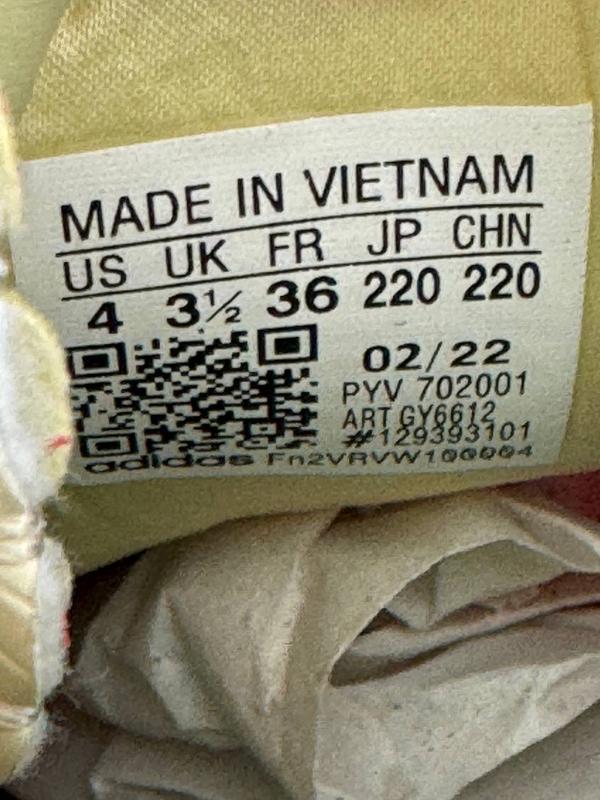 MADE IN VIETNAM
US UK FR JP CHN
4 3½ 36 220 220
02/22
PYV 702001
ART GY6612
#129393101
adidas Fn2VRVW100004